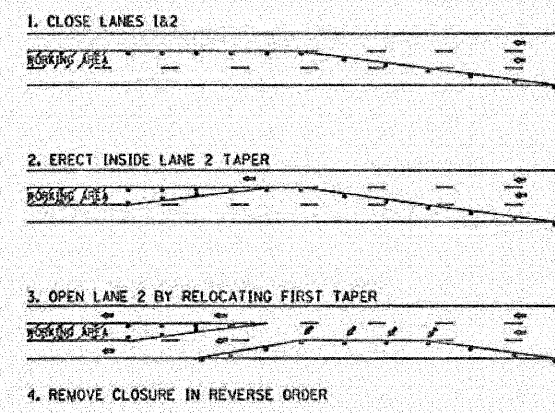 1. CLOSE LANES 1&2
WORKING AREA
2. ERECT INSIDE LANE 2 TAPER
WORKING AREA
3. OPEN LANE 2 BY RELOCATING FIRST TAPER
WORKING AREA
4. REMOVE CLOSURE IN REVERSE ORDER